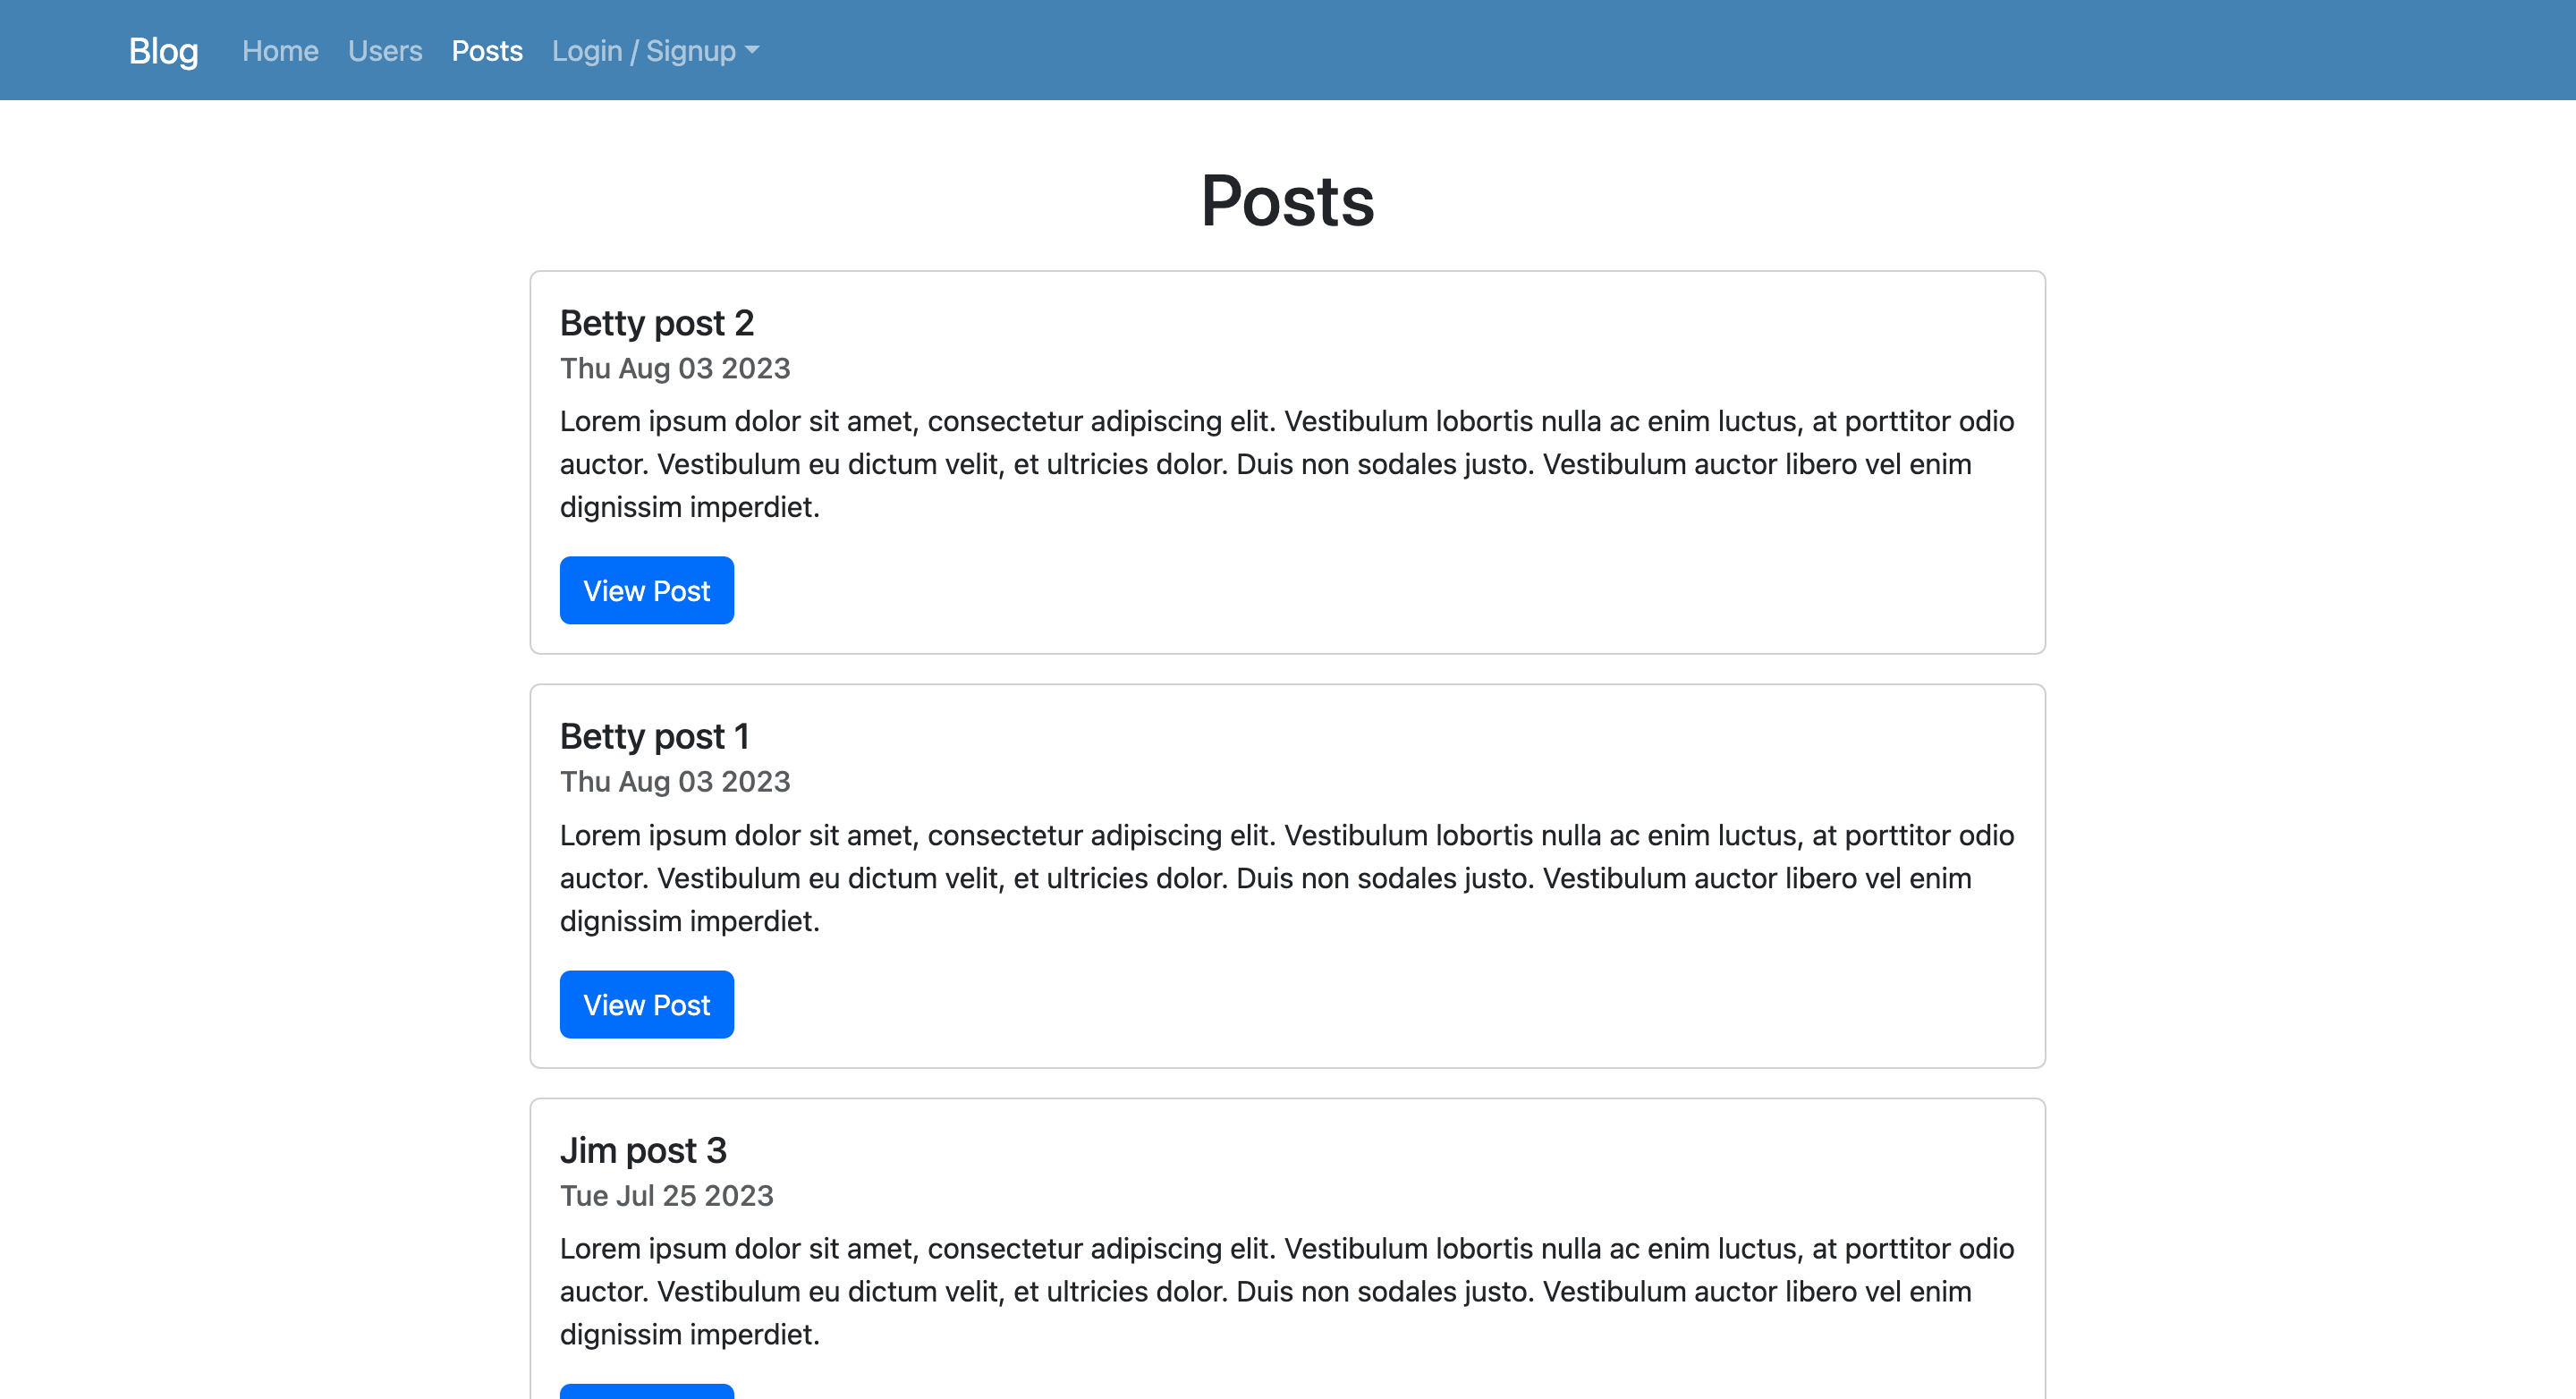 Blog Home Users Posts Login / Signup
Posts
Betty post 2
Thu Aug 03 2023
Lorem ipsum dolor sit amet, consectetur adipiscing elit. Vestibulum lobortis nulla ac enim luctus, at porttitor odio
auctor. Vestibulum eu dictum velit, et ultricies dolor. Duis non sodales justo. Vestibulum auctor libero vel enim
dignissim imperdiet.
View Post
Betty post 1
Thu Aug 03 2023
Lorem ipsum dolor sit amet, consectetur adipiscing elit. Vestibulum lobortis nulla ac enim luctus, at porttitor odio
auctor. Vestibulum eu dictum velit, et ultricies dolor. Duis non sodales justo. Vestibulum auctor libero vel enim
dignissim imperdiet.
View Post
Jim post 3
Tue Jul 25 2023
Lorem ipsum dolor sit amet, consectetur adipiscing elit. Vestibulum lobortis nulla ac enim luctus, at porttitor odio
auctor. Vestibulum eu dictum velit, et ultricies dolor. Duis non sodales justo. Vestibulum auctor libero vel enim
dignissim imperdiet.